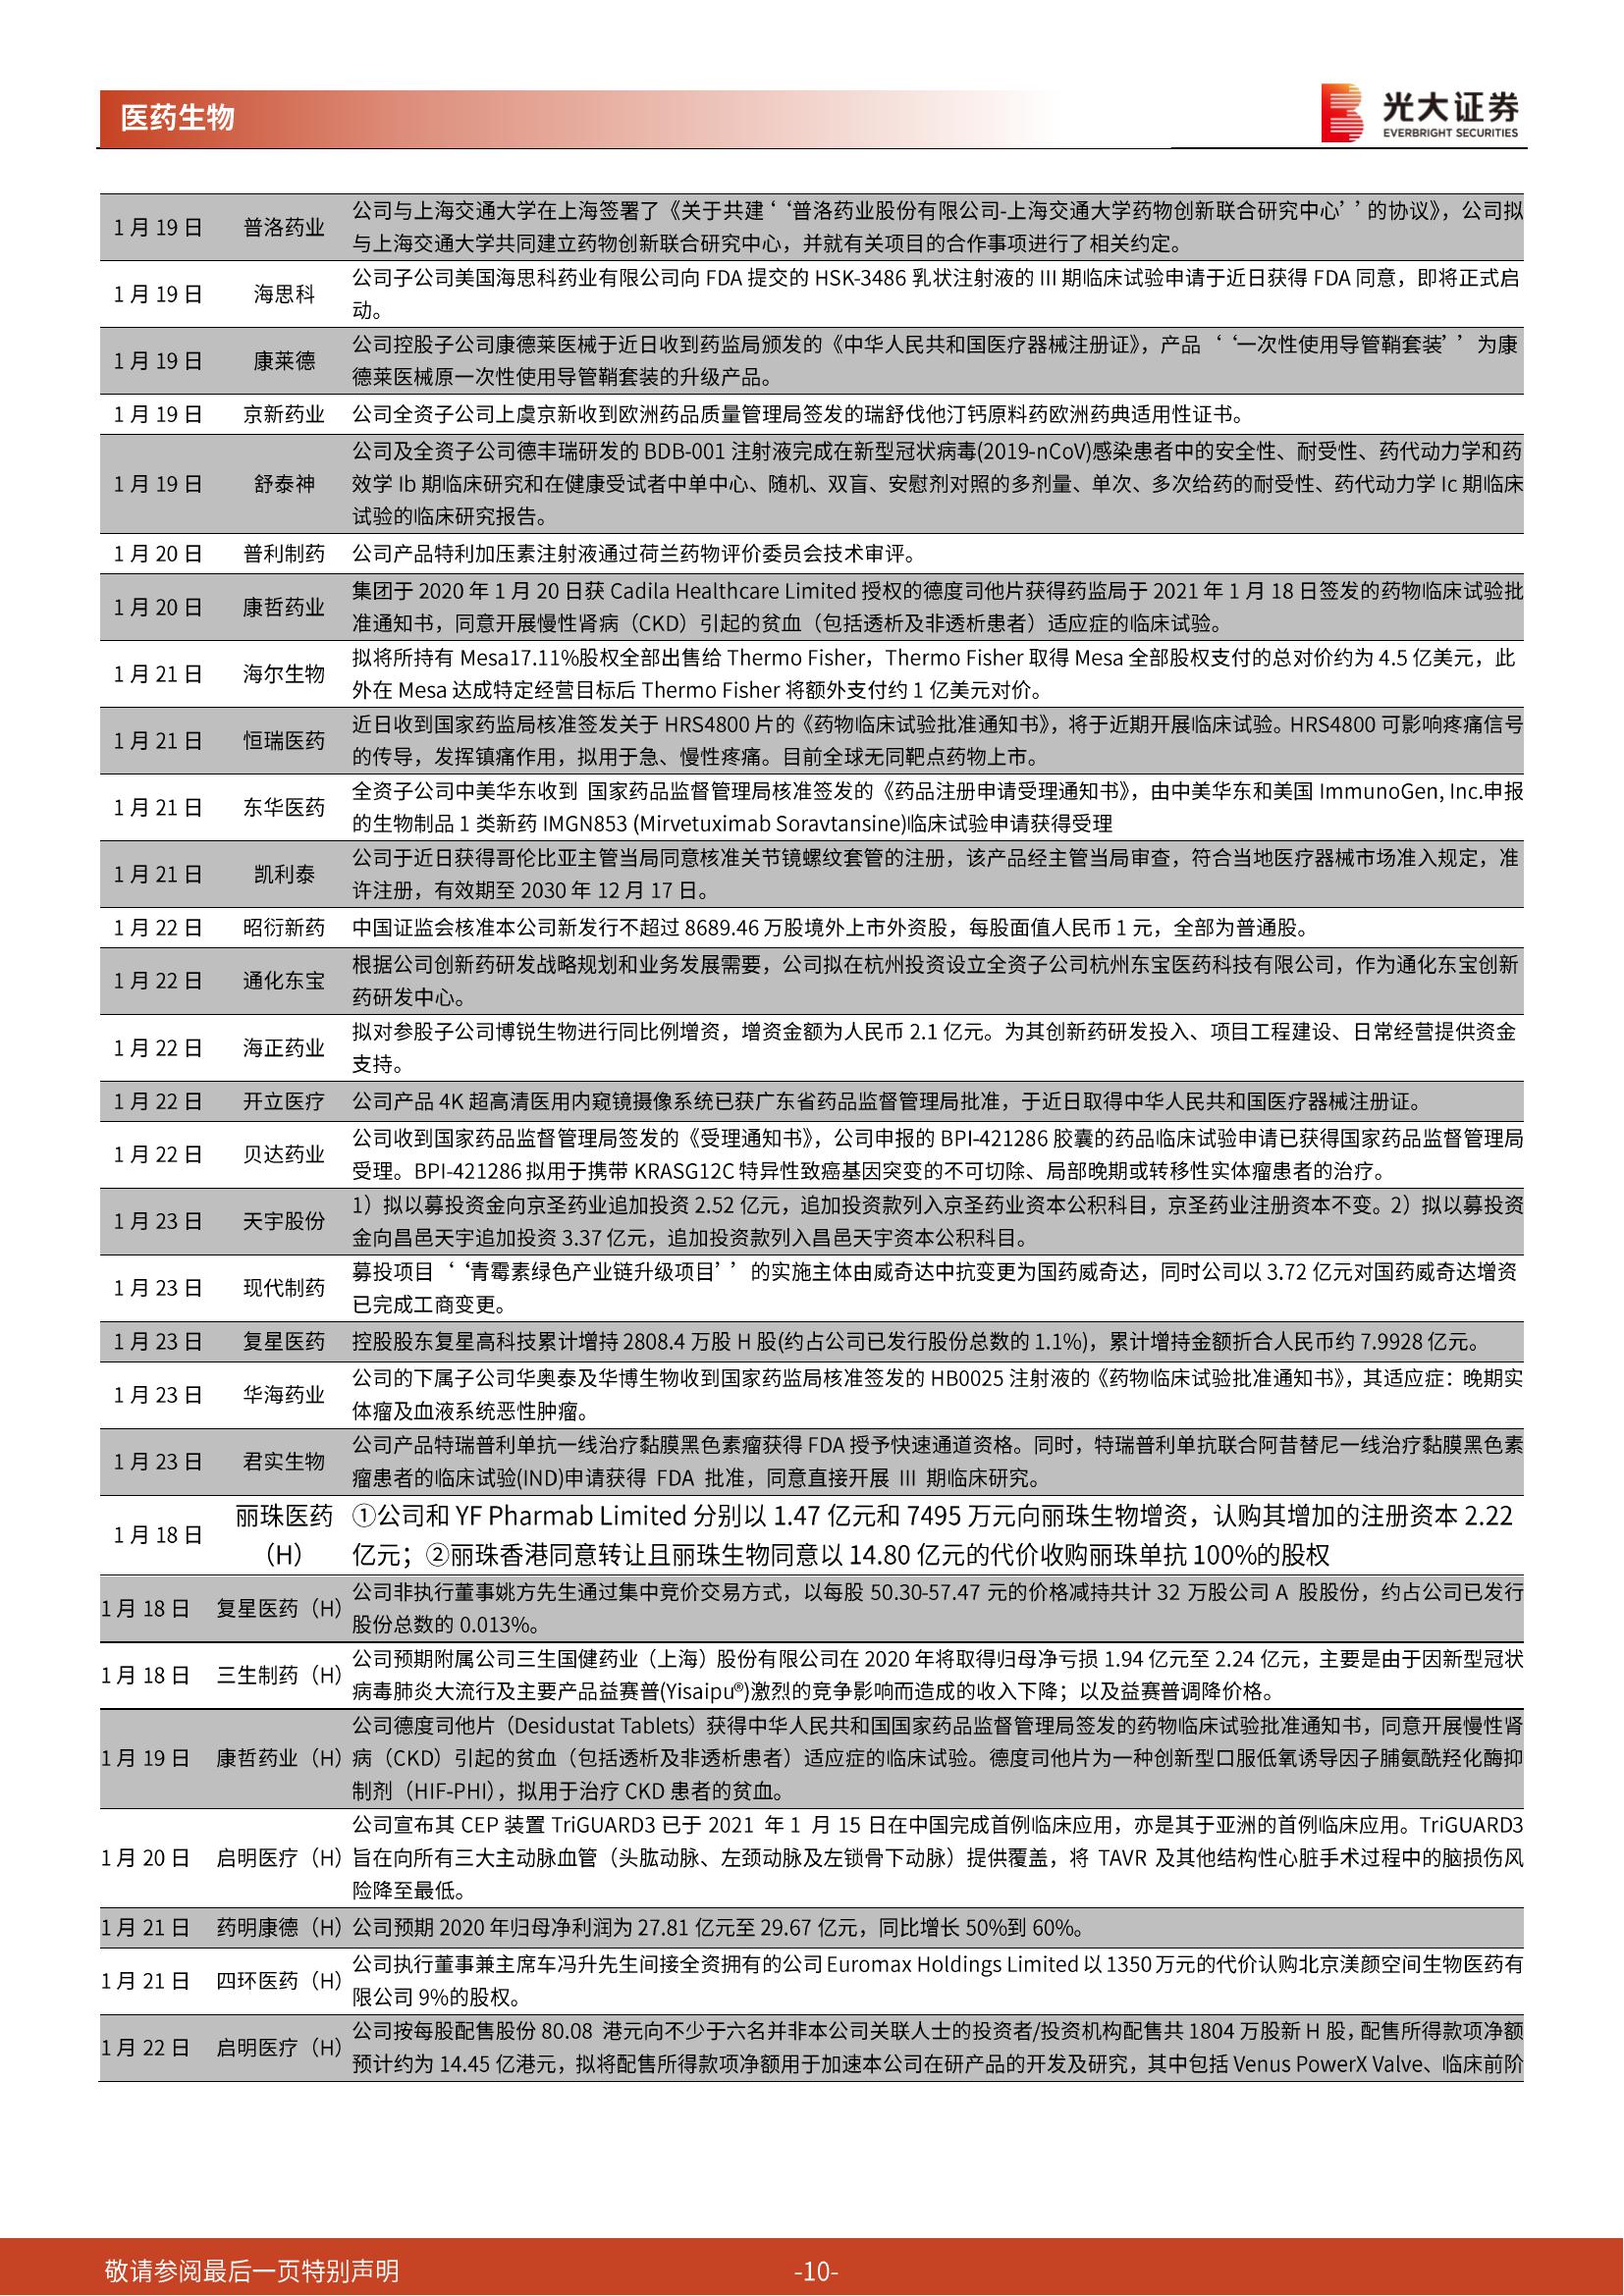 医药生物
光大证券
EVERBRIGHT SECURITIES
1月19日 普洛药业 公司与上海交通大学在上海签署了《关于共建‘‘普洛药业股份有限公司-上海交通大学药物创新联合研究中心’’的协议》，公司拟
与上海交通大学共同建立药物创新联合研究中心，并就有关项目的合作事项进行了相关约定。
1月19日 海思科 公司子公司美国海思科药业有限公司向 FDA 提交的 HSK-3486 乳状注射液的 III 期临床试验申请于近日获得 FDA 同意，即将正式启
动。
1月19日 康莱德 公司控股子公司康德莱医械于近日收到药监局颁发的《中华人民共和国医疗器械注册证》，产品‘‘一次性使用导管鞘套装’’为康
德莱医械原一次性使用导管鞘套装的升级产品。
1月19日 京新药业 公司全资子公司上虞京新收到欧洲药品质量管理局签发的瑞舒伐他汀钙原料药欧洲药典适用性证书。
1月19日 舒泰神 公司及全资子公司德丰瑞研发的 BDB-001 注射液完成在新型冠状病毒(2019-nCoV)感染患者中的安全性、耐受性、药代动力学和药
效学 Ib 期临床研究和在健康受试者中单中心、随机、双盲、安慰剂对照的多剂量、单次、多次给药的耐受性、药代动力学 Ic 期临床
试验的临床研究报告。
1月20日 普利制药 公司产品特利加压素注射液通过荷兰药物评价委员会技术审评。
1月20日 康哲药业 集团于 2020 年 1 月 20 日获 Cadila Healthcare Limited 授权的德度司他片获得药监局于 2021 年 1 月 18 日签发的药物临床试验批
准通知书，同意开展慢性肾病（CKD）引起的贫血（包括透析及非透析患者）适应症的临床试验。
1月21日 海尔生物 拟将所持有 Mesa17.11%股权全部出售给 Thermo Fisher，Thermo Fisher 取得 Mesa 全部股权支付的总对价约为 4.5 亿美元，此
外在 Mesa 达成特定经营目标后 Thermo Fisher 将额外支付约 1 亿美元对价。
1月21日 恒瑞医药 近日收到国家药监局核准签发关于 HRS4800 片的《药物临床试验批准通知书》，将于近期开展临床试验。HRS4800 可影响疼痛信号
的传导，发挥镇痛作用，拟用于急、慢性疼痛。目前全球无同靶点药物上市。
1月21日 东华医药 全资子公司中美华东收到 国家药品监督管理局核准签发的《药品注册申请受理通知书》，由中美华东和美国 ImmunoGen, Inc.申报
的生物制品 1 类新药 IMGN853 (Mirvetuximab Soravtansine)临床试验申请获得受理
1月21日 凯利泰 公司于近日获得哥伦比亚主管当局同意核准关节镜螺纹套管的注册，该产品经主管当局审查，符合当地医疗器械市场准入规定，准
许注册，有效期至 2030 年 12 月 17 日。
1月22日 昭衍新药 中国证监会核准本公司新发行不超过 8689.46 万股境外上市外资股，每股面值人民币 1 元，全部为普通股。
1月22日 通化东宝 根据公司创新药研发战略规划和业务发展需要，公司拟在杭州投资设立全资子公司杭州东宝医药科技有限公司，作为通化东宝创新
药研发中心。
1月22日 海正药业 拟对参股子公司博锐生物进行同比例增资，增资金额为人民币 2.1 亿元。为其创新药研发投入、项目工程建设、日常经营提供资金
支持。
1月22日 开立医疗 公司产品 4K 超高清医用内窥镜摄像系统已获广东省药品监督管理局批准，于近日取得中华人民共和国医疗器械注册证。
1月22日 贝达药业 公司收到国家药品监督管理局签发的《受理通知书》，公司申报的 BPI-421286 胶囊的药品临床试验申请已获得国家药品监督管理局
受理。BPI-421286 拟用于携带 KRASG12C 特异性致癌基因突变的不可切除、局部晚期或转移性实体瘤患者的治疗。
1月23日 天宇股份 1）拟以募投资金向京圣药业追加投资 2.52 亿元，追加投资款列入京圣药业资本公积科目，京圣药业注册资本不变。2）拟以募投资
金向昌邑天宇追加投资 3.37 亿元，追加投资款列入昌邑天宇资本公积科目。
1月23日 现代制药 募投项目‘‘青霉素绿色产业链升级项目’’的实施主体由威奇达中抗变更为国药威奇达，同时公司以 3.72 亿元对国药威奇达增资
已完成工商变更。
1月23日 复星医药 控股股东复星高科技累计增持 2808.4 万股 H 股(约占公司已发行股份总数的 1.1%)，累计增持金额折合人民币约 7.9928 亿元。
1月23日 华海药业 公司的下属子公司华奥泰及华博生物收到国家药监局核准签发的 HB0025 注射液的《药物临床试验批准通知书》，其适应症：晚期实
体瘤及血液系统恶性肿瘤。
1月23日 君实生物 公司产品特瑞普利单抗一线治疗黏膜黑色素瘤获得 FDA 授予快速通道资格。同时，特瑞普利单抗联合阿昔替尼一线治疗黏膜黑色素
瘤患者的临床试验(IND)申请获得 FDA 批准，同意直接开展 III 期临床研究。
1月18日 丽珠医药（H） ①公司和 YF Pharmab Limited 分别以 1.47 亿元和 7495 万元向丽珠生物增资，认购其增加的注册资本 2.22
亿元；②丽珠香港同意转让且丽珠生物同意以 14.80 亿元的代价收购丽珠单抗 100%的股权
1月18日 复星医药（H） 公司非执行董事姚方先生通过集中竞价交易方式，以每股 50.30-57.47 元的价格减持共计 32 万股公司 A 股股份，约占公司已发行
股份总数的 0.013%。
1月18日 三生制药（H） 公司预期附属公司三生国健药业（上海）股份有限公司在 2020 年将取得归母净亏损 1.94 亿元至 2.24 亿元，主要是由于因新型冠状
病毒肺炎大流行及主要产品益赛普(Yisaipu®)激烈的竞争影响而造成的收入下降；以及益赛普调降价格。
1月19日 康哲药业（H） 公司德度司他片（Desidustat Tablets）获得中华人民共和国国家药品监督管理局签发的药物临床试验批准通知书，同意开展慢性肾
病（CKD）引起的贫血（包括透析及非透析患者）适应症的临床试验。德度司他片为一种创新型口服低氧诱导因子脯氨酰羟化酶抑
制剂（HIF-PHI），拟用于治疗 CKD 患者的贫血。
1月20日 启明医疗（H） 公司宣布其 CEP 装置 TriGUARD3 已于 2021 年 1 月 15 日在中国完成首例临床应用，亦是其于亚洲的首例临床应用。TriGUARD3
旨在向所有三大主动脉血管（头肱动脉、左颈动脉及左锁骨下动脉）提供覆盖，将 TAVR 及其他结构性心脏手术过程中的脑损伤风
险降至最低。
1月21日 药明康德（H） 公司预期 2020 年归母净利润为 27.81 亿元至 29.67 亿元，同比增长 50%到 60%。
1月21日 四环医药（H） 公司执行董事兼主席车冯升先生间接全资拥有的公司 Euromax Holdings Limited 以 1350 万元的代价认购北京渼颜空间生物医药有
限公司 9%的股权。
1月22日 启明医疗（H） 公司按每股配售股份 80.08 港元向不少于六名并非本公司关联人士的投资者/投资机构配售共 1804 万股新 H 股，配售所得款项净额
预计约为 14.45 亿港元，拟将配售所得款项净额用于加速本公司在研产品的开发及研究，其中包括 Venus PowerX Valve、临床前阶
敬请参阅最后一页特别声明
-10-